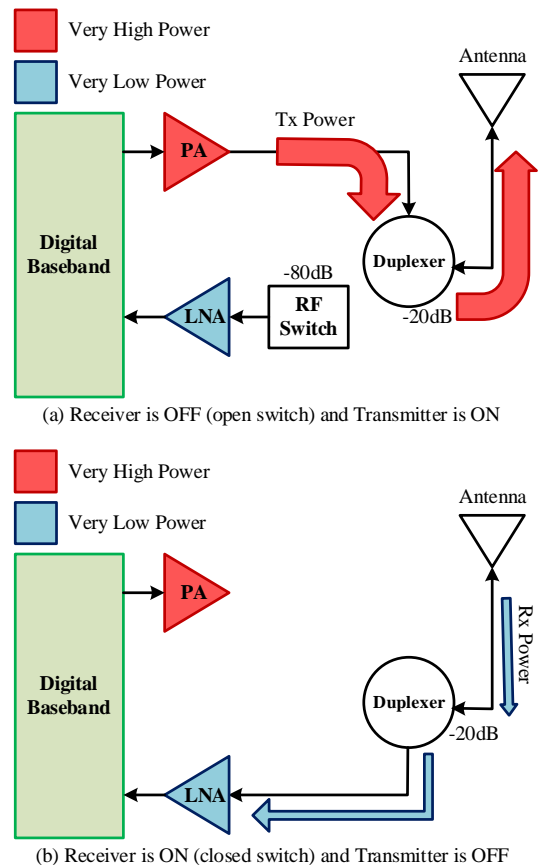 Very High Power
Very Low Power
Antenna
Tx Power
PA
Digital
Baseband
Duplexer
-80dB
-20dB
LNA
RF
Switch
(a) Receiver is OFF (open switch) and Transmitter is ON
Very High Power
Very Low Power
Antenna
PA
Rx Power
Digital
Baseband
Duplexer
-20dB
LNA
(b) Receiver is ON (closed switch) and Transmitter is OFF